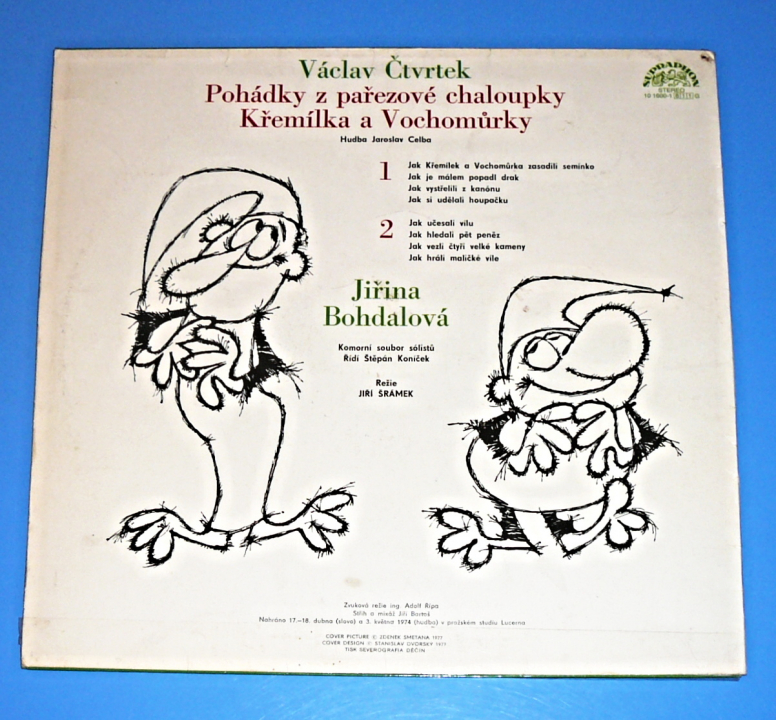 Václav Čtvrtek
Pohádky z pařezové chaloupky
Křemílka a Vochomůrky
Hudba Jaroslav Celba
SUPRAPHON
STEREO
1
Jak Křemílek a Vochomůrka zasadili semínko
Jak je málem papadl drak
Jak vystřelili z kanónu
Jak si udělali houpačku
2
Jak učesali vílu
Jak hledali pět peněz
Jak vezli čtyři velké kameny
Jak hráli maličké víle
Jiřina
Bohdalová
Komorní soubor sólistů
Řídí Štěpán Koníček
Režie
JIŘÍ ŠRÁMEK
Zvuková režie ing. Adolf Řípa
Střih a mixáž Jiří Bartoš
Nahráno 17.–18. dubna (slovo) a 3. května 1974 (hudba) v pražském studiu Lucerna
COVER PICTURE © ZDENEK SMETANA 1977
COVER DESIGN © STANISLAV DVORSKÝ 1977
TISK SEVEROGRAFIA DĚČÍN